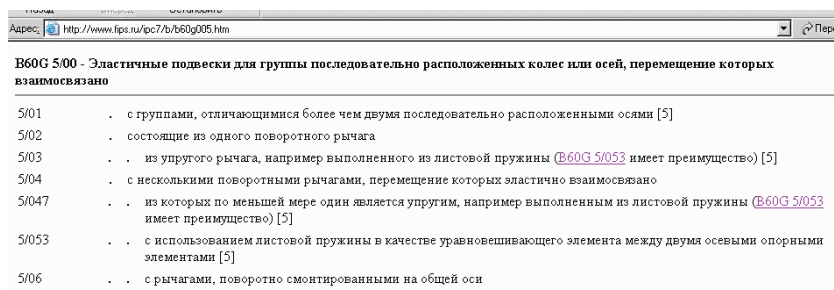 Адрес: http://www.fips.ru/ipc7/b/b60g005.htm
B60G 5/00 - Эластичные подвески для группы последовательно расположенных колес или осей, перемещение которых
взаимосвязано
5/01 . с группами, отличающимися более чем двумя последовательно расположенными осями [5]
5/02 . состоящие из одного поворотного рычага
5/03 . . из упругого рычага, например выполненного из листовой пружины (B60G 5/053 имеет преимущество) [5]
5/04 . с несколькими поворотными рычагами, перемещение которых эластично взаимосвязано
5/047 . . из которых по меньшей мере один является упругим, например выполненным из листовой пружины (B60G 5/053
имеет преимущество) [5]
5/053 . . с использованием листовой пружины в качестве уравновешивающего элемента между двумя осевыми опорными
элементами [5]
5/06 . . с рычагами, поворотно смонтированными на общей оси